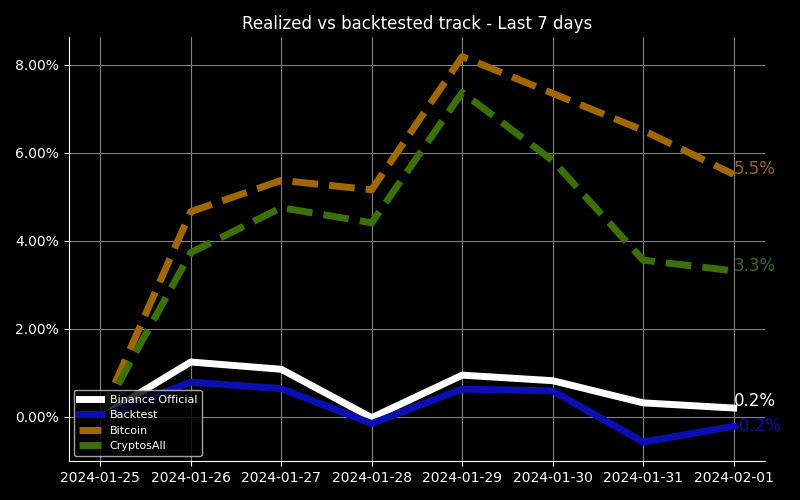 Realized vs backtested track - Last 7 days
8.00%
6.00%
4.00%
2.00%
0.00%
5.5%
3.3%
0.2%
-0.2%
Binance Official
Backtest
Bitcoin
CryptosAll
2024-01-25 2024-01-26 2024-01-27 2024-01-28 2024-01-29 2024-01-30 2024-01-31 2024-02-01